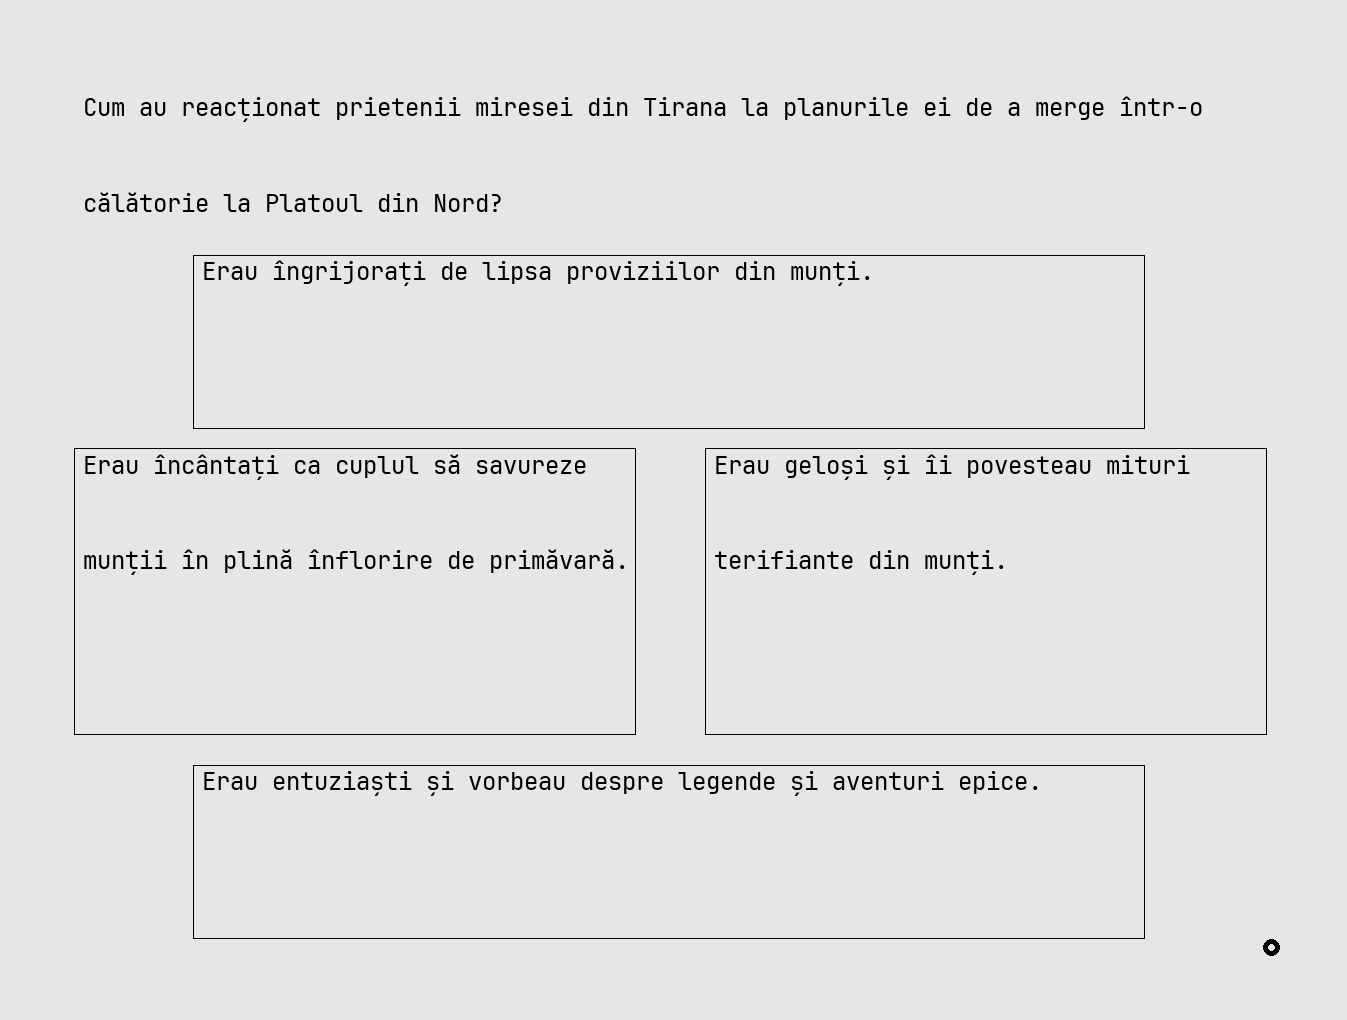 Cum au reacționat prietenii miresei din Tirana la planurile ei de a merge într-o
călătorie la Platoul din Nord?
Erau îngrijorați de lipsa proviziilor din munți.
Erau încântați ca cuplul să savureze
munții în plină înflorire de primăvară.
Erau geloși și îi povesteau mituri
terifiante din munți.
Erau entuziaști și vorbeau despre legende și aventuri epice.